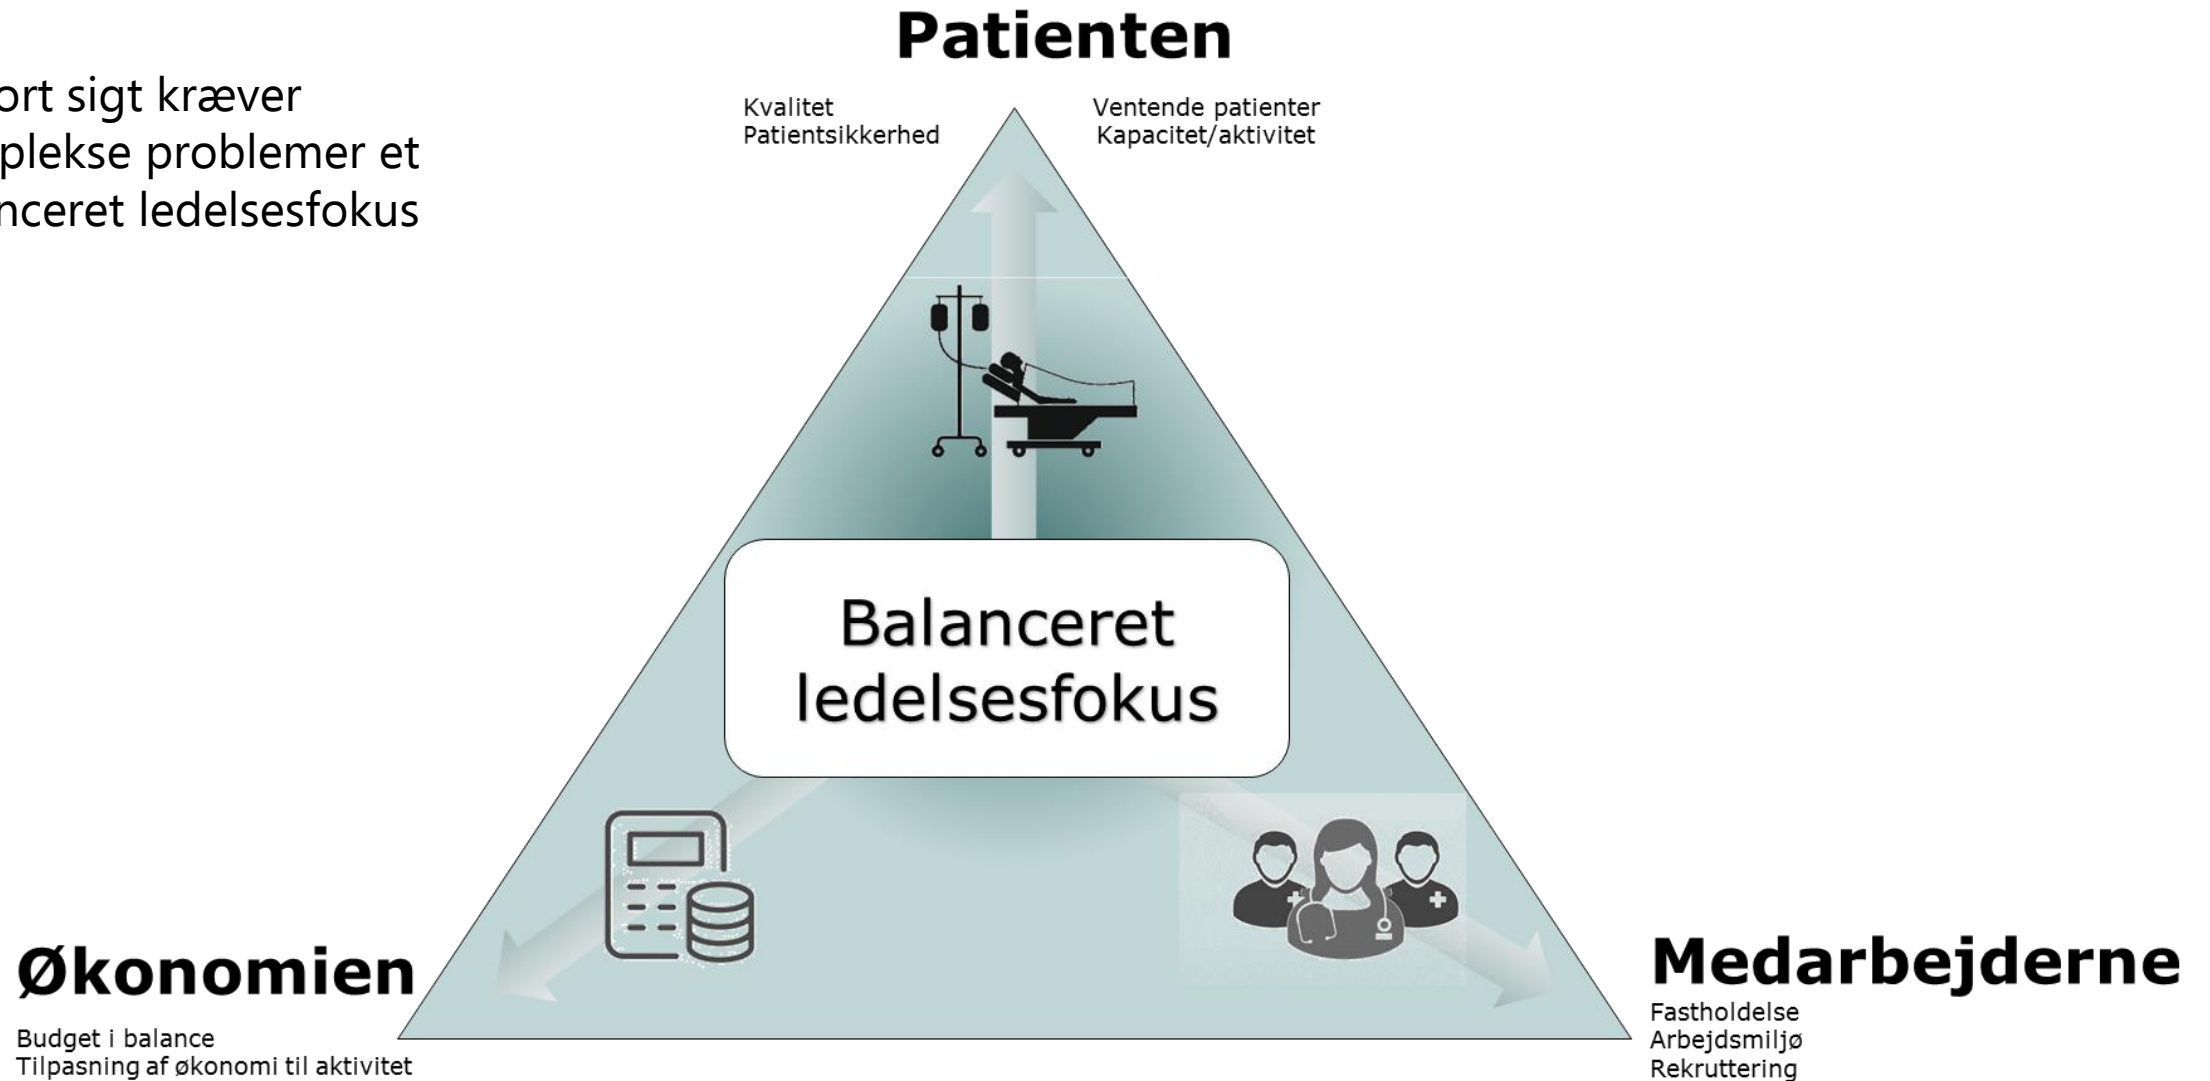 Patienten
ort sigt kræver
plekse problemer et
nceret ledelsesfokus
Kvalitet
Patientsikkerhed
Ventende patienter
Kapacitet/aktivitet
Balanceret
ledelsesfokus
Økonomien
Budget i balance
Tilpasning af økonomi til aktivitet
Medarbejderne
Fastholdelse
Arbejdsmiljø
Rekruttering